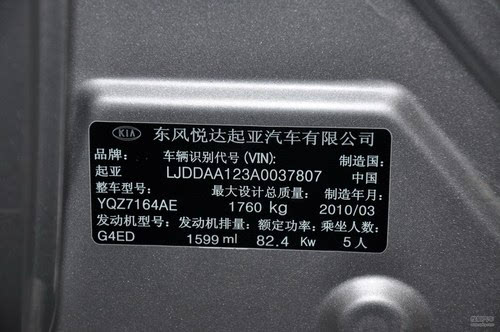 KIA 东风悦达起亚汽车有限公司
品牌: 车辆识别代号(VIN): 制造国:
起亚 LJDDAA123A0037807 中国
整车型号: 最大设计总质量: 制造年月:
YQZ7164AE 1760 kg 2010/03
发动机型号: 发动机排量: 额定功率: 乘坐人数:
G4ED 1599 ml 82.4 Kw 5人